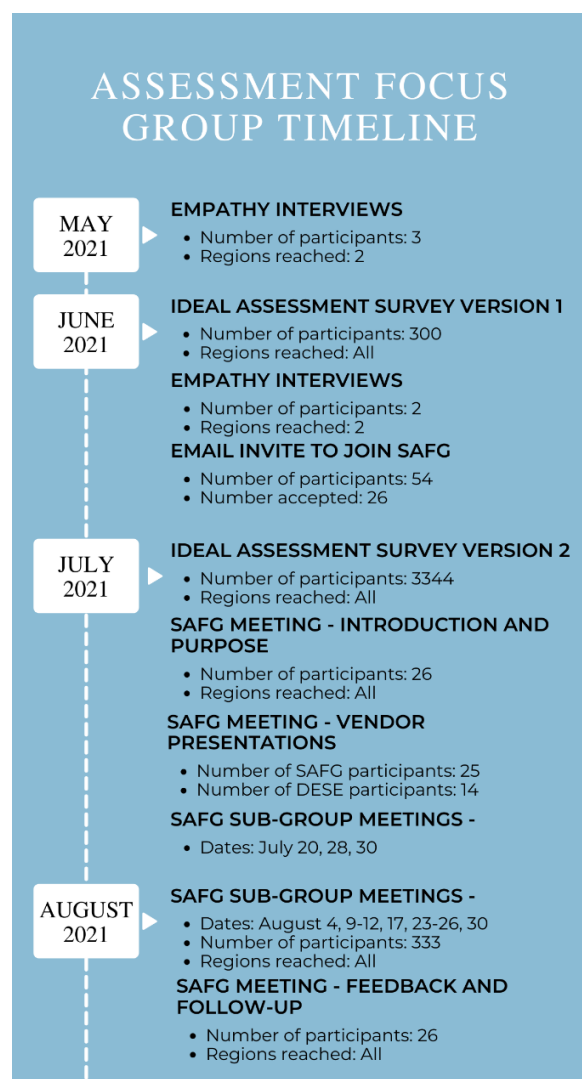 ASSESSMENT FOCUS
GROUP TIMELINE
MAY
2021
EMPATHY INTERVIEWS
• Number of participants: 3
• Regions reached: 2
JUNE
2021
IDEAL ASSESSMENT SURVEY VERSION 1
• Number of participants: 300
• Regions reached: All
EMPATHY INTERVIEWS
• Number of participants: 2
• Regions reached: 2
EMAIL INVITE TO JOIN SAFG
• Number of participants: 54
• Number accepted: 26
JULY
2021
IDEAL ASSESSMENT SURVEY VERSION 2
• Number of participants: 3344
• Regions reached: All
SAFG MEETING - INTRODUCTION AND
PURPOSE
• Number of participants: 26
• Regions reached: All
SAFG MEETING - VENDOR
PRESENTATIONS
• Number of SAFG participants: 25
• Number of DESE participants: 14
SAFG SUB-GROUP MEETINGS -
• Dates: July 20, 28, 30
AUGUST
2021
SAFG SUB-GROUP MEETINGS -
• Dates: August 4, 9-12, 17, 23-26, 30
• Number of participants: 333
• Regions reached: All
SAFG MEETING - FEEDBACK AND
FOLLOW-UP
• Number of participants: 26
• Regions reached: All